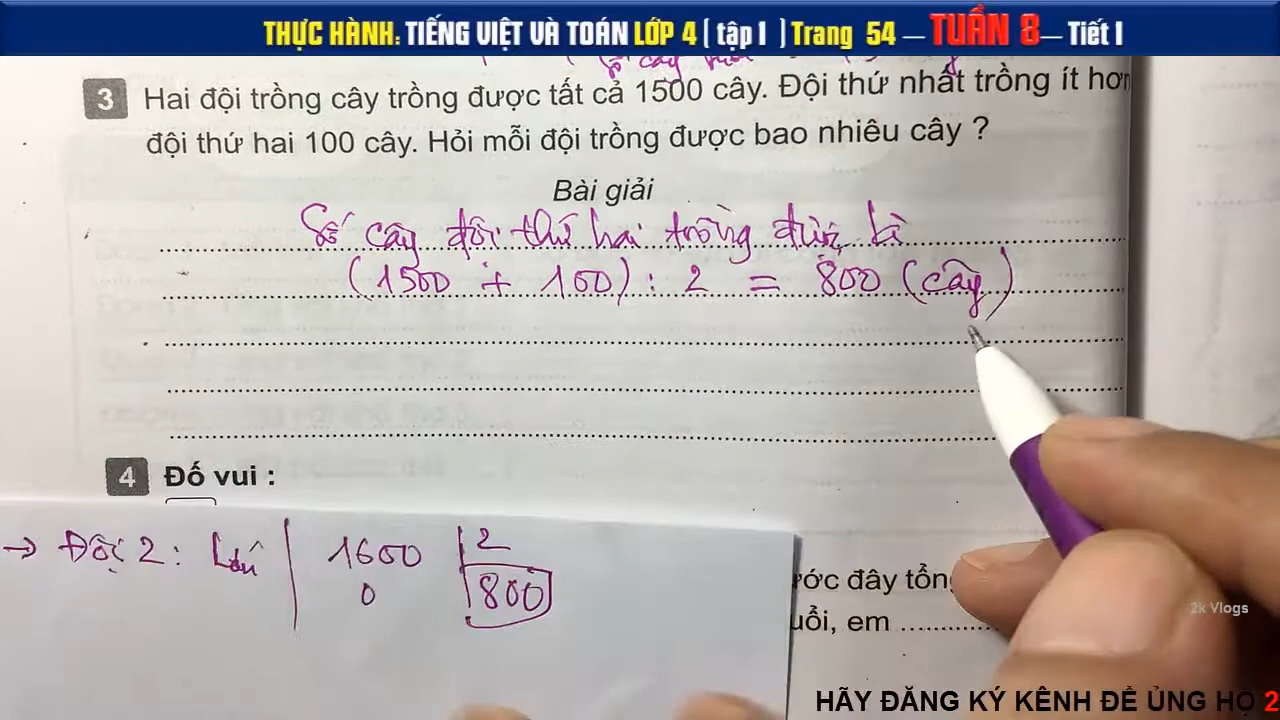 THỰC HÀNH: TIẾNG VIỆT VÀ TOÁN LỚP 4 ( tập 1 ) Trang 54 – TUẦN 8 – Tiết 1
số cây
3 Hai đội trồng cây trồng được tất cả 1500 cây. Đội thứ nhất trồng ít hơn
đội thứ hai 100 cây. Hỏi mỗi đội trồng được bao nhiêu cây ?
Bài giải
Số cây đội thứ hai trồng được là
(1500 + 100) : 2 = 800 (cây)
4 Đố vui :
→ Đội 2 : Lớn 1600 2
0 800
ước đây tổng
uổi, em
2k Vlogs
HÃY ĐĂNG KÝ KÊNH ĐỂ ỦNG HỘ 2